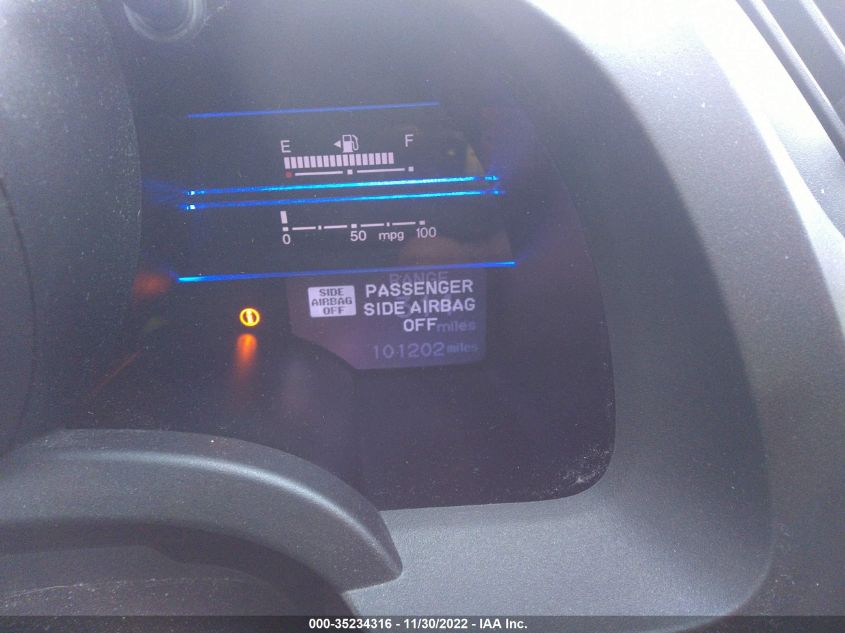 E F
0 50 mpg 100
RANGE
SIDE AIRBAG OFF
PASSENGER
SIDE AIRBAG
OFF miles
101202 miles
000-35234316 - 11/30/2022 - IAA Inc.